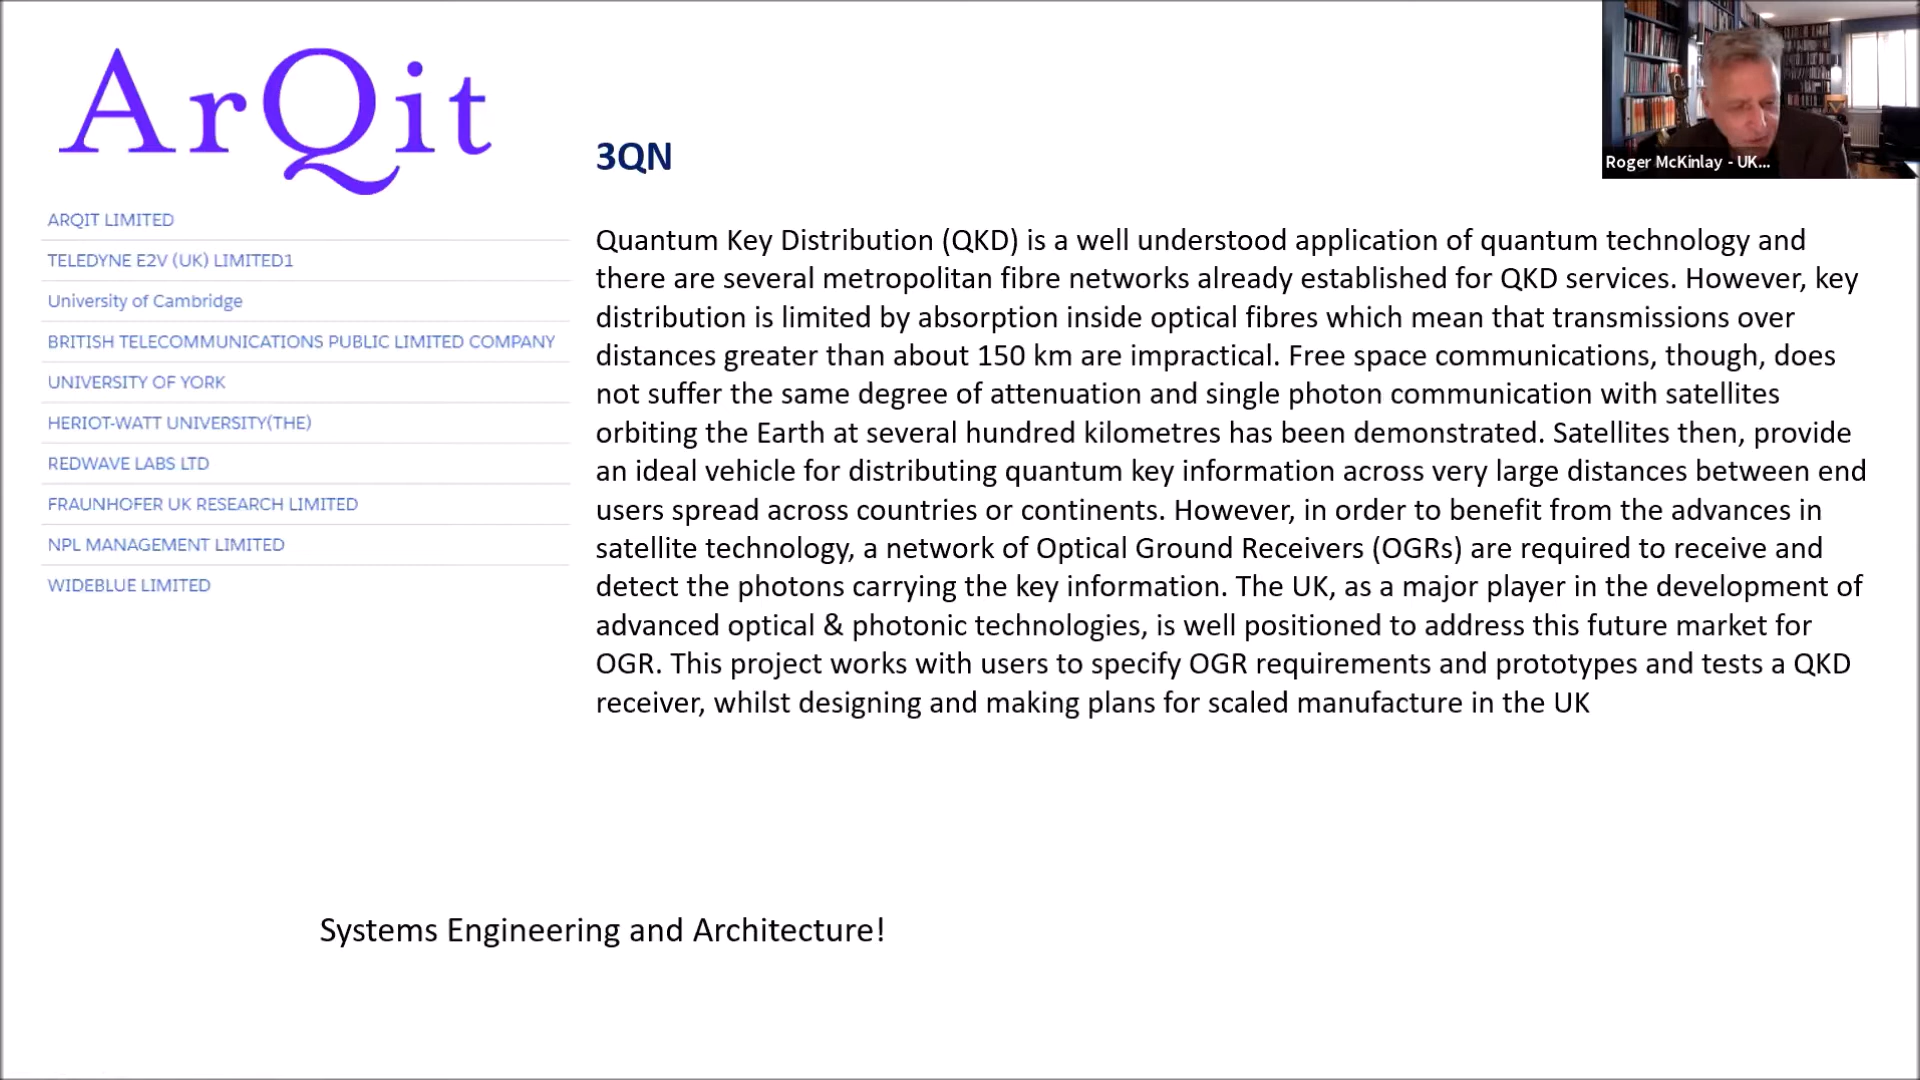 ArQit
ARQIT LIMITED
TELEDYNE E2V (UK) LIMITED1
University of Cambridge
BRITISH TELECOMMUNICATIONS PUBLIC LIMITED COMPANY
UNIVERSITY OF YORK
HERIOT-WATT UNIVERSITY(THE)
REDWAVE LABS LTD
FRAUNHOFER UK RESEARCH LIMITED
NPL MANAGEMENT LIMITED
WIDEBLUE LIMITED
3QN
Quantum Key Distribution (QKD) is a well understood application of quantum technology and
there are several metropolitan fibre networks already established for QKD services. However, key
distribution is limited by absorption inside optical fibres which mean that transmissions over
distances greater than about 150 km are impractical. Free space communications, though, does
not suffer the same degree of attenuation and single photon communication with satellites
orbiting the Earth at several hundred kilometres has been demonstrated. Satellites then, provide
an ideal vehicle for distributing quantum key information across very large distances between end
users spread across countries or continents. However, in order to benefit from the advances in
satellite technology, a network of Optical Ground Receivers (OGRs) are required to receive and
detect the photons carrying the key information. The UK, as a major player in the development of
advanced optical & photonic technologies, is well positioned to address this future market for
OGR. This project works with users to specify OGR requirements and prototypes and tests a QKD
receiver, whilst designing and making plans for scaled manufacture in the UK
Systems Engineering and Architecture!
Roger McKinlay - UK...